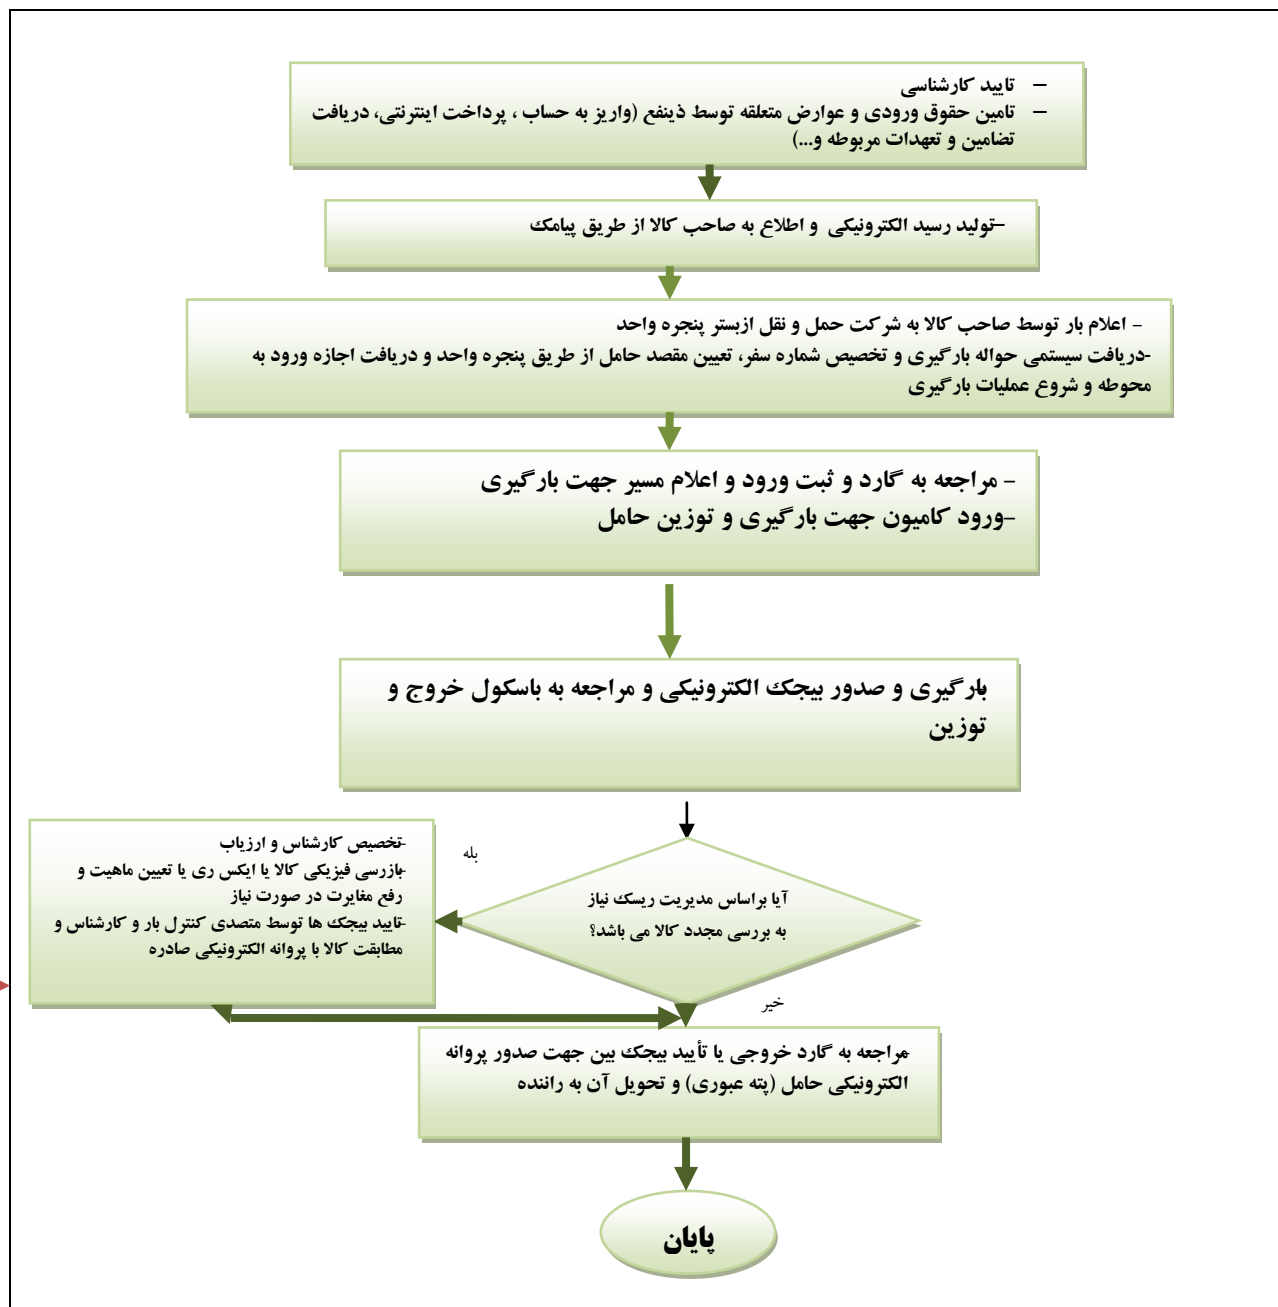 – تایید کارشناسی
– تامین حقوق ورودی و عوارض متعلقه توسط ذینفع (واریز به حساب ، پرداخت اینترنتی، دریافت
تضامین و تعهدات مربوطه و...)
–تولید رسید الکترونیکی و اطلاع به صاحب کالا از طریق پیامک
- اعلام بار توسط صاحب کالا به شرکت حمل و نقل ازبستر پنجره واحد
-دریافت سیستمی حواله بارگیری و تخصیص شماره سفر، تعیین مقصد حامل از طریق پنجره واحد و دریافت اجازه ورود به
محوطه و شروع عملیات بارگیری
- مراجعه به گارد و ثبت ورود و اعلام مسیر جهت بارگیری
-ورود کامیون جهت بارگیری و توزین حامل
بارگیری و صدور بیجک الکترونیکی و مراجعه به باسکول خروج و
توزین
آیا براساس مدیریت ریسک نیاز
به بررسی مجدد کالا می باشد؟
بله
-تخصیص کارشناس و ارزیاب
-بازرسی فیزیکی کالا یا ایکس ری یا تعیین ماهیت و
رفع مغایرت در صورت نیاز
-تایید بیجک ها توسط متصدی کنترل بار و کارشناس و
مطابقت کالا با پروانه الکترونیکی صادره
خیر
-مراجعه به گارد خروجی یا تأیید بیجک بین جهت صدور پروانه
الکترونیکی حامل (پته عبوری) و تحویل آن به راننده
پایان